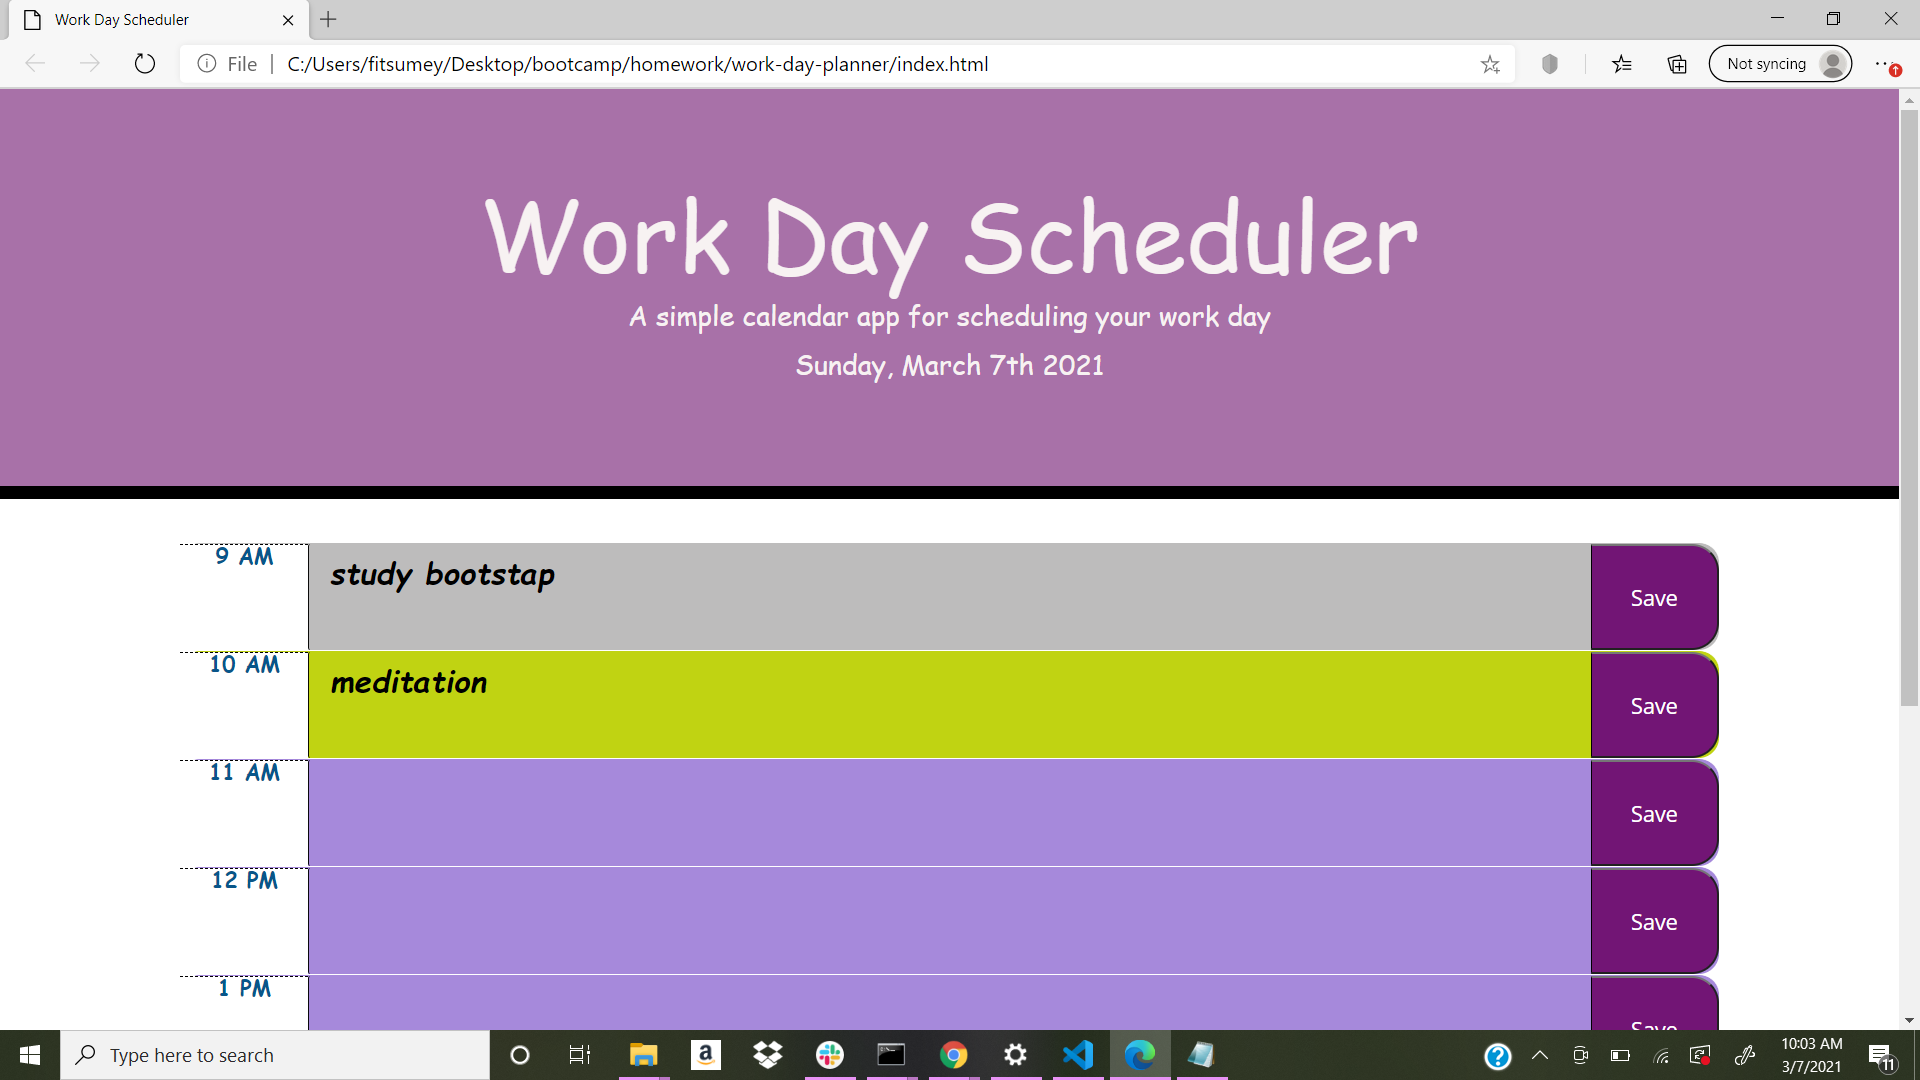 Work Day Scheduler
File | C:/Users/fitsumey/Desktop/bootcamp/homework/work-day-planner/index.html
Not syncing
Work Day Scheduler
A simple calendar app for scheduling your work day
Sunday, March 7th 2021
9 AM
study bootstap
Save
10 AM
meditation
Save
11 AM
Save
12 PM
Save
1 PM
Save
Type here to search
a
10:03 AM
3/7/2021
11